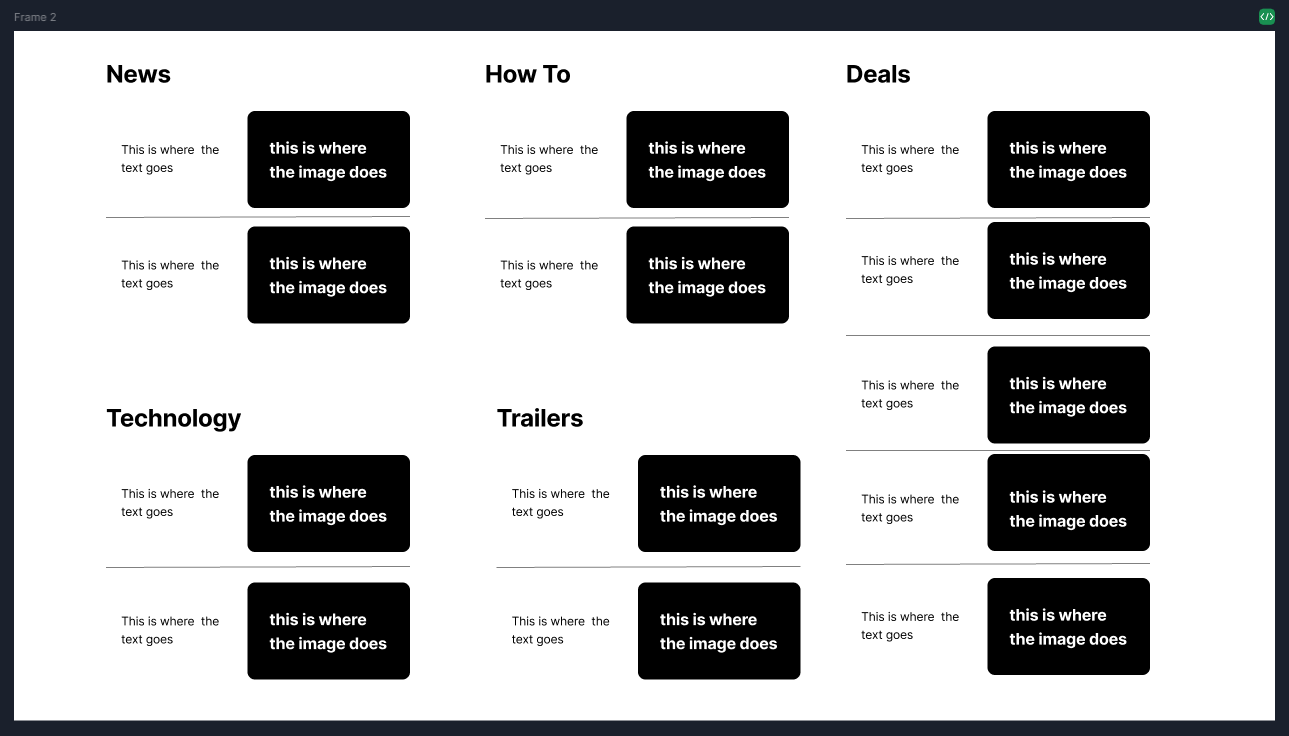 Frame 2
</>
News
This is where  the
text goes
this is where
the image does
This is where  the
text goes
this is where
the image does
How To
This is where  the
text goes
this is where
the image does
This is where  the
text goes
this is where
the image does
Deals
This is where  the
text goes
this is where
the image does
This is where  the
text goes
this is where
the image does
This is where  the
text goes
this is where
the image does
This is where  the
text goes
this is where
the image does
This is where  the
text goes
this is where
the image does
Technology
This is where  the
text goes
this is where
the image does
This is where  the
text goes
this is where
the image does
Trailers
This is where  the
text goes
this is where
the image does
This is where  the
text goes
this is where
the image does